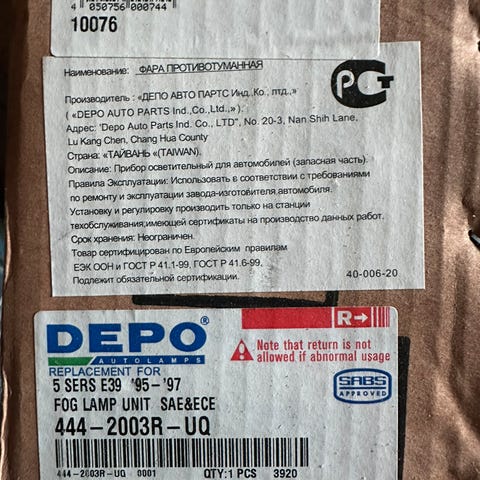 4 050756 000744
10076
Наименование: ФАРА ПРОТИВОТУМАННАЯ
Производитель : «ДЕПО АВТО ПАРТС Инд.,Ко., лтд.,»
( «DEPO AUTO PARTS Ind.,Co.,Ltd.,» ).
Адрес: 'Depo Auto Parts Ind. Co., LTD", No. 20-3, Nan Shih Lane,
Lu Kang Chen, Chang Hua County
Страна: «ТАЙВАНЬ «(TAIWAN).
Описание: Прибор осветительный для автомобилей (запасная часть).
Правила Эксплуатации: Использовать в соответствии с требованиями
по ремонту и эксплуатации завода-изготовителя,автомобиля.
Установку и регулировку производить только на станции
техобслуживания,имеющей сертификаты на производство данных работ.
Срок хранения: Неограничен.
Товар сертифицирован по Европейским правилам
ЕЭК ООН и ГОСТ Р 41.1-99, ГОСТ Р 41.6-99.
Подлежит обязательной сертификации.
40-006-20
РСТ
DEPO®
AUTOLAMPS
R
Note that return is not
allowed if abnormal usage
REPLACEMENT FOR
5 SERS E39 '95-'97
FOG LAMP UNIT SAE&ECE
444-2003R-UQ
SABS
APPROVED
444-2003R-UQ 0001 QTY:1 PCS 3920